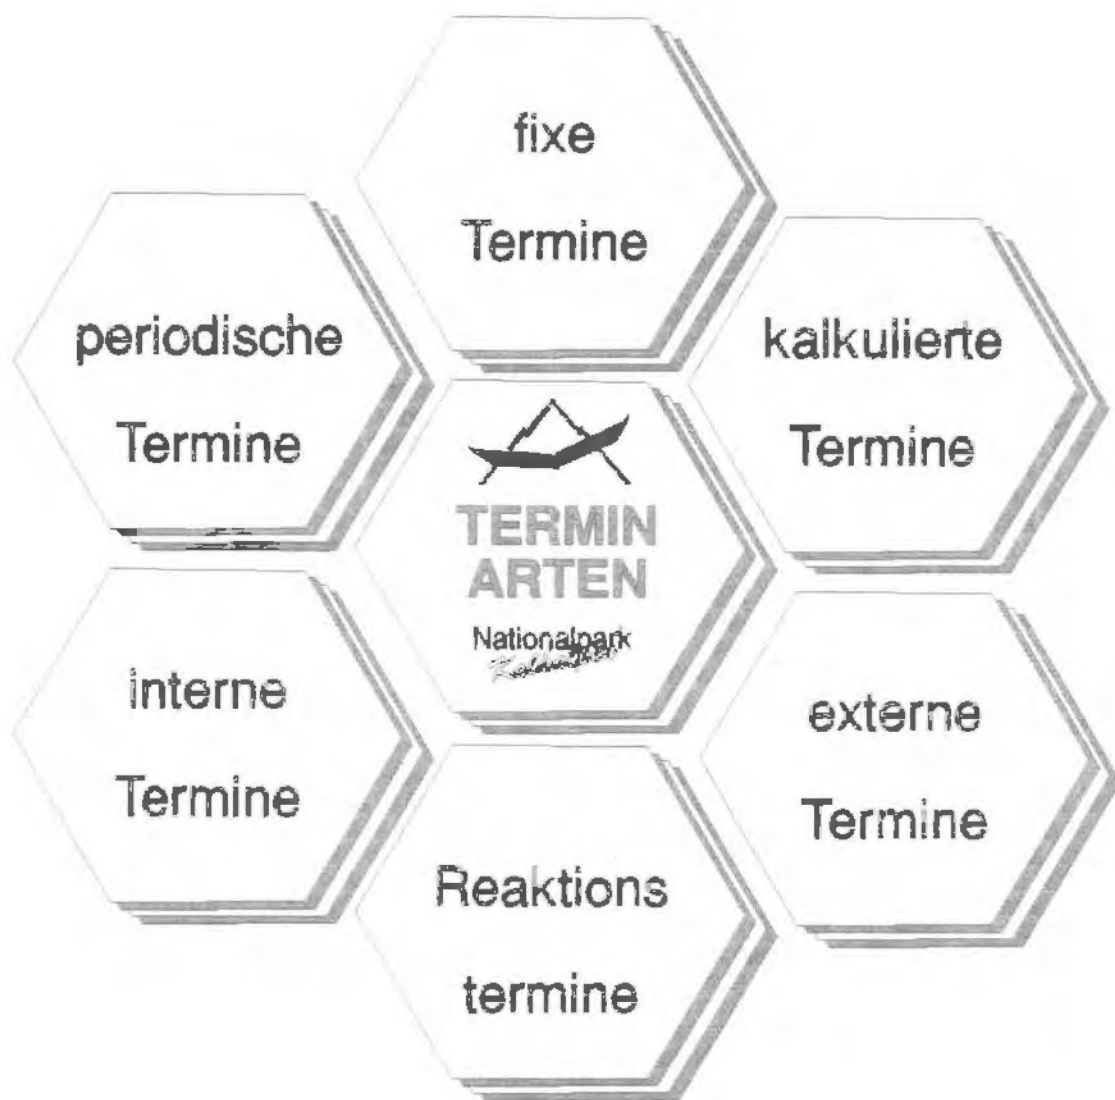 fixe
Termine
kalkulierte
Termine
externe
Termine
Reaktions
termine
interne
Termine
periodische
Termine
TERMIN
ARTEN
Nationalpark